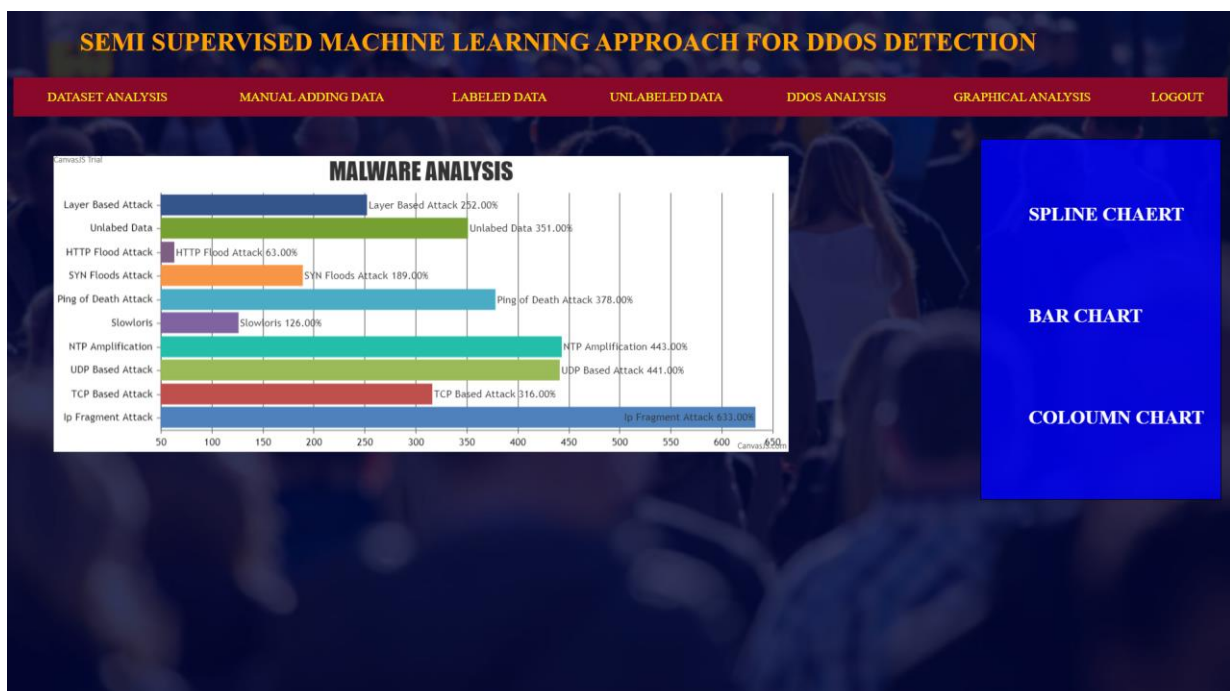 SEMI SUPERVISED MACHINE LEARNING APPROACH FOR DDOS DETECTION
DATASET ANALYSIS MANUAL ADDING DATA LABELED DATA UNLABELED DATA DDOS ANALYSIS GRAPHICAL ANALYSIS LOGOUT
CanvasJS Trial
MALWARE ANALYSIS
Layer Based Attack Layer Based Attack 252.00%
Unlabed Data Unlabed Data 351.00%
HTTP Flood Attack HTTP Flood Attack 63.00%
SYN Floods Attack SYN Floods Attack 189.00%
Ping of Death Attack Ping of Death Attack 378.00%
Slowloris Slowloris 126.00%
NTP Amplification NTP Amplification 443.00%
UDP Based Attack UDP Based Attack 441.00%
TCP Based Attack TCP Based Attack 316.00%
Ip Fragment Attack Ip Fragment Attack 633.00%
50 100 150 200 250 300 350 400 450 500 550 600 650
CanvasJS.com
SPLINE CHAERT
BAR CHART
COLOUMN CHART